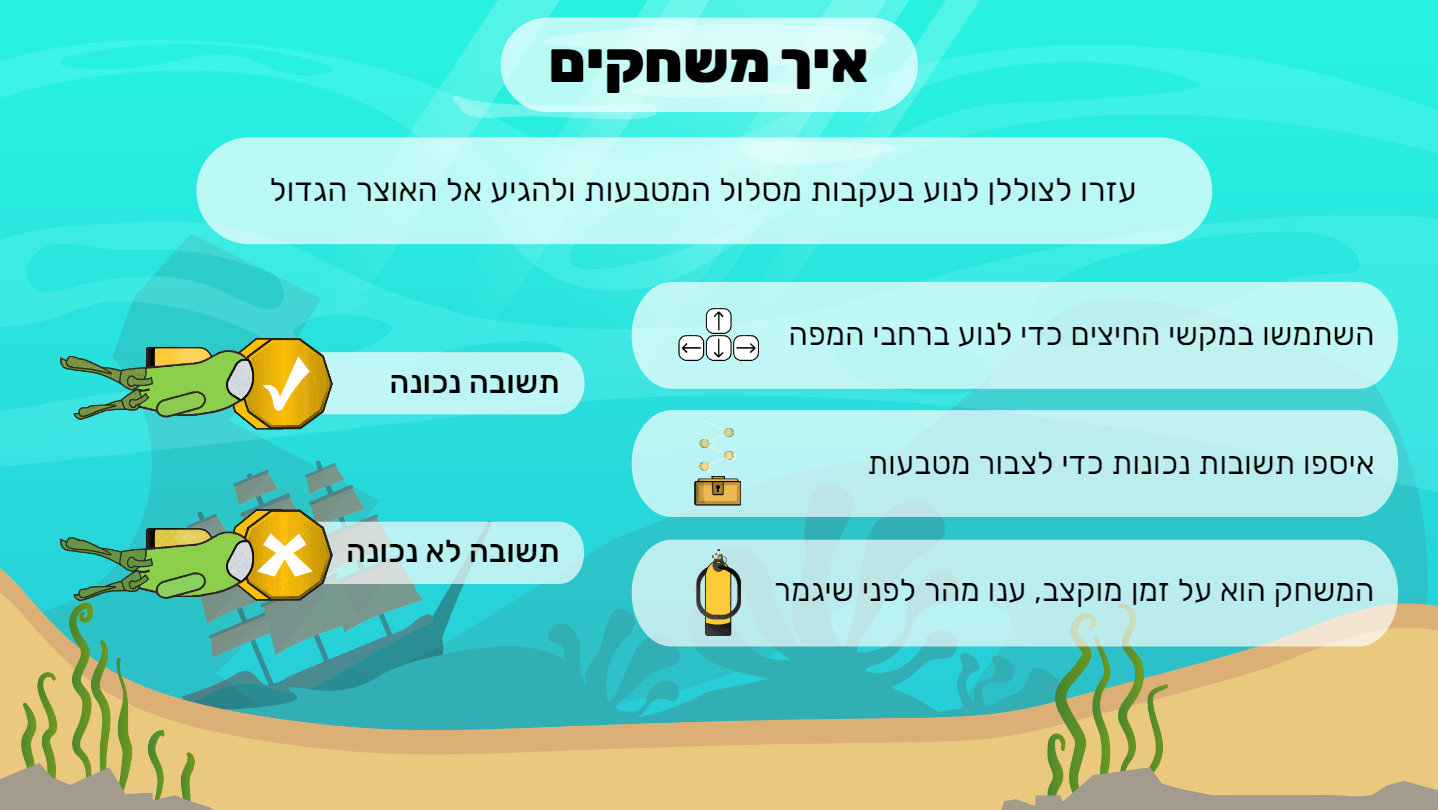 איך משחקים
עזרו לצוללן לנוע בעקבות מסלול המטבעות ולהגיע אל האוצר הגדול
השתמשו במקשי החיצים כדי לנוע ברחבי המפה
איספו תשובות נכונות כדי לצבור מטבעות
המשחק הוא על זמן מוקצב, ענו מהר לפני שיגמר
תשובה נכונה
תשובה לא נכונה